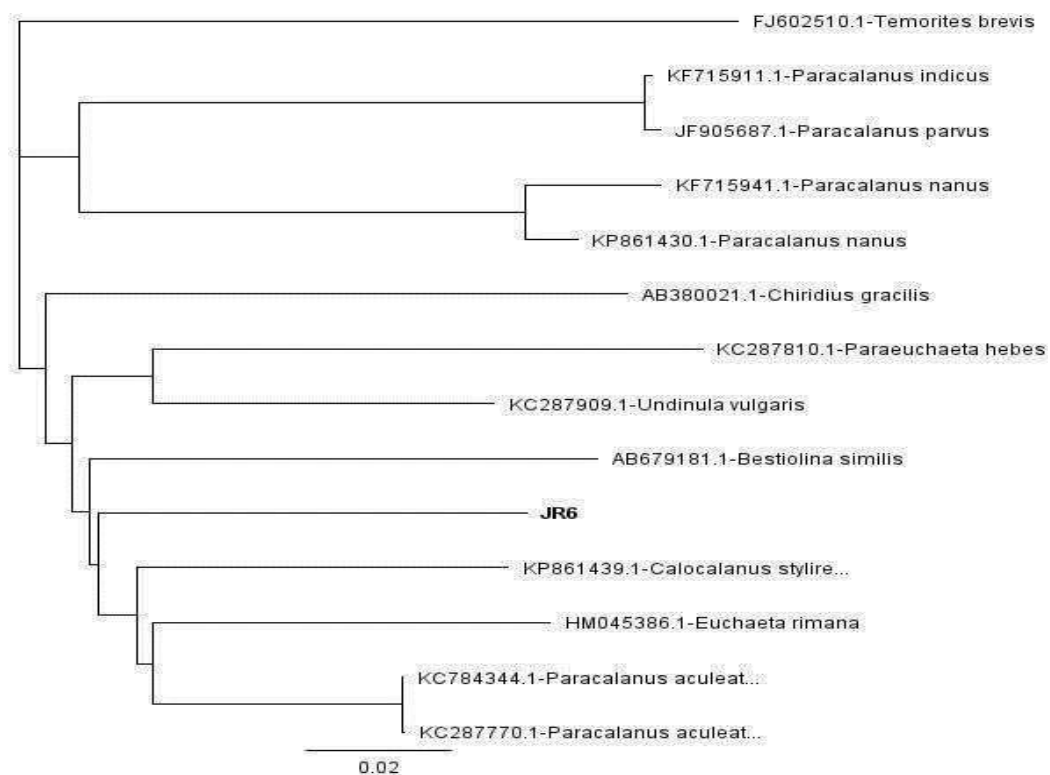 FJ602510.1-Temorites brevis
KF715911.1-Paracalanus indicus
JF905687.1-Paracalanus parvus
KF715941.1-Paracalanus nanus
KP861430.1-Paracalanus nanus
AB380021.1-Chiridius gracilis
KC287810.1-Paraeuchaeta hebes
KC287909.1-Undinula vulgaris
AB679181.1-Bestiolina similis
JR6
KP861439.1-Calocalanus stylire...
HM045386.1-Euchaeta rimana
KC784344.1-Paracalanus aculeat...
KC287770.1-Paracalanus aculeat...
0.02